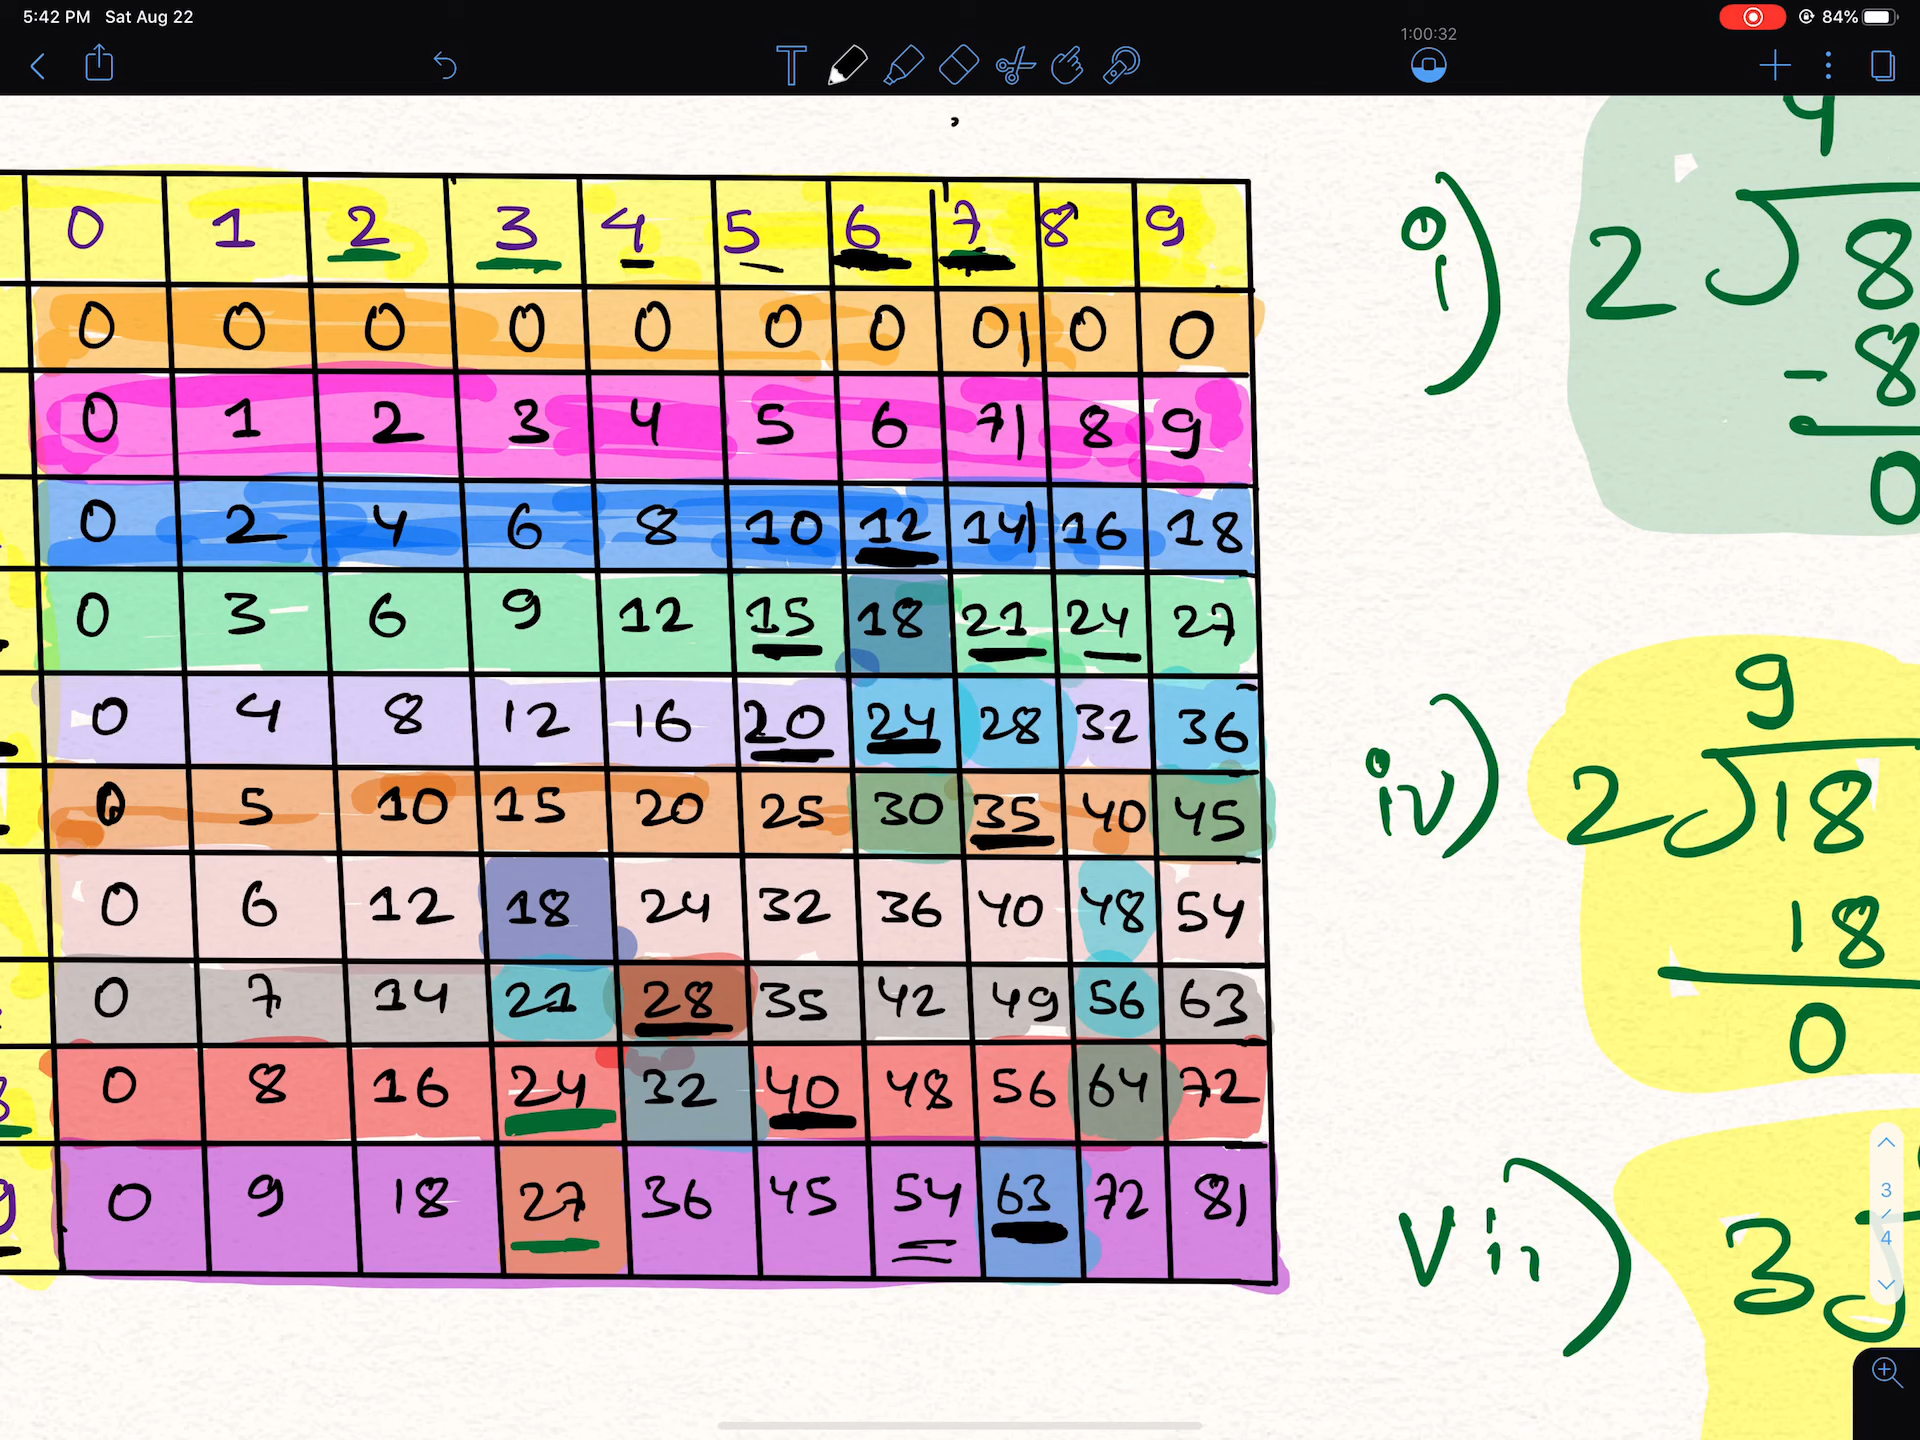 5:42 PM Sat Aug 22
84%
1:00:32
0 1 2 3 4 5 6 7 8 9
0 0 0 0 0 0 0 0 0 0
0 1 2 3 4 5 6 7 8 9
0 2 4 6 8 10 12 14 16 18
0 3 6 9 12 15 18 21 24 27
0 4 8 12 16 20 24 28 32 36
0 5 10 15 20 25 30 35 40 45
0 6 12 18 24 32 36 40 48 54
0 7 14 21 28 35 42 49 56 63
8 0 8 16 24 32 40 48 56 64 72
9 0 9 18 27 36 45 54 63 72 81
i)
4
2 8
- 8
0
iv)
9
2 18
18
0
vii)
3
3
4